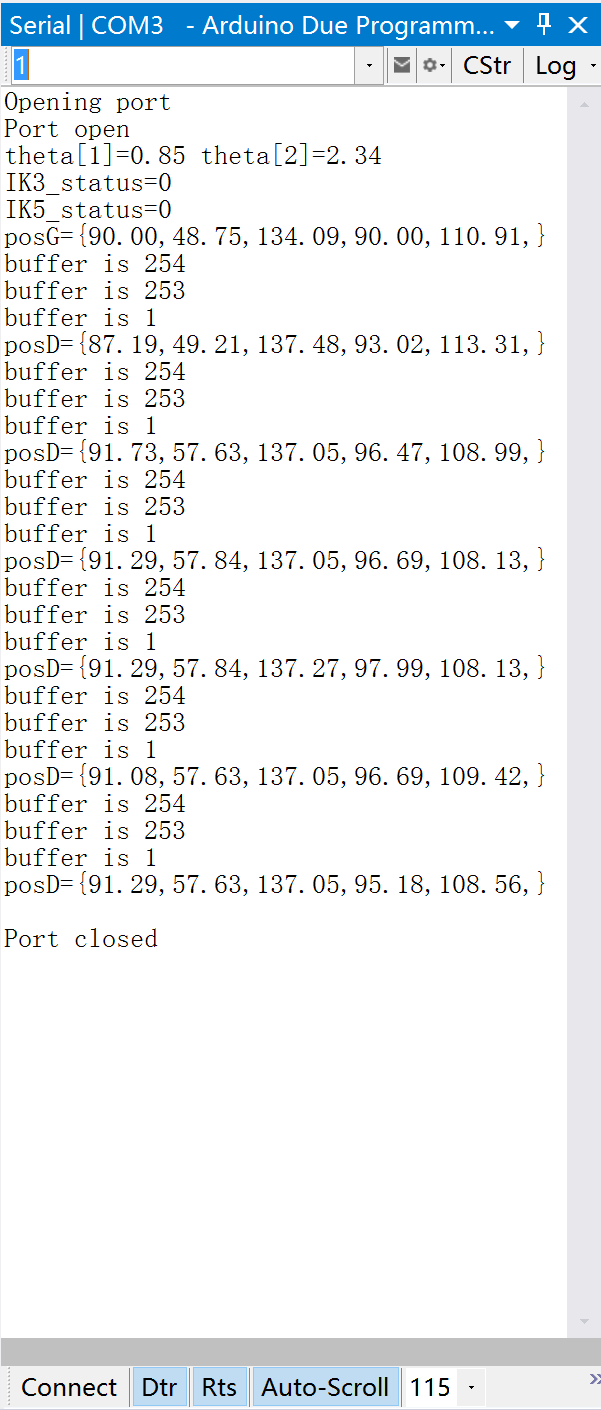 Serial | COM3 - Arduino Due Programm...
1 CStr Log
Opening port
Port open
theta[1]=0.85 theta[2]=2.34
IK3_status=0
IK5_status=0
posG={90.00,48.75,134.09,90.00,110.91,}
buffer is 254
buffer is 253
buffer is 1
posD={87.19,49.21,137.48,93.02,113.31,}
buffer is 254
buffer is 253
buffer is 1
posD={91.73,57.63,137.05,96.47,108.99,}
buffer is 254
buffer is 253
buffer is 1
posD={91.29,57.84,137.05,96.69,108.13,}
buffer is 254
buffer is 253
buffer is 1
posD={91.29,57.84,137.27,97.99,108.13,}
buffer is 254
buffer is 253
buffer is 1
posD={91.08,57.63,137.05,96.69,109.42,}
buffer is 254
buffer is 253
buffer is 1
posD={91.29,57.63,137.05,95.18,108.56,}
Port closed
Connect Dtr Rts Auto-Scroll 115